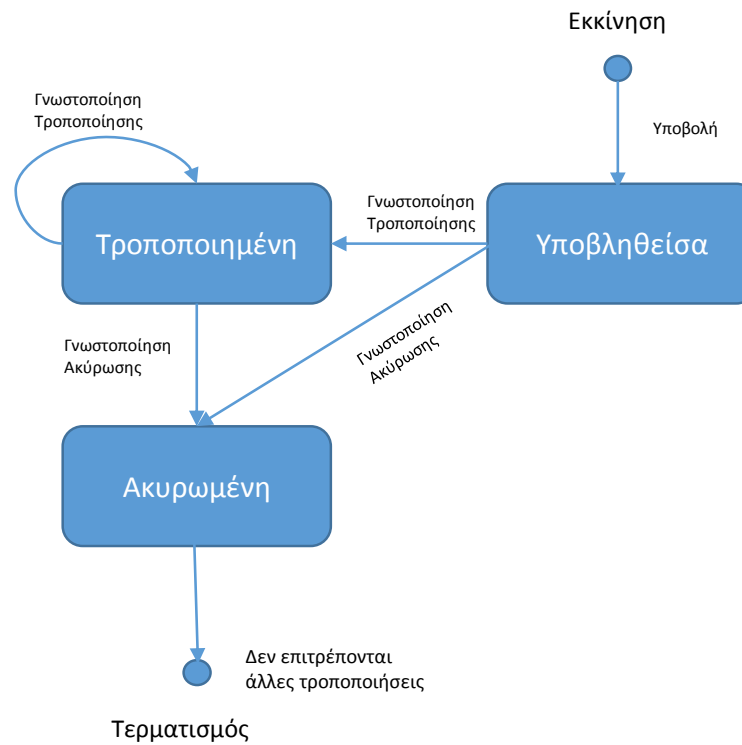 Εκκίνηση
Υποβολή
Γνωστοποίηση
Τροποποίησης
Γνωστοποίηση
Τροποποίησης
Τροποποιημένη
Υποβληθείσα
Γνωστοποίηση
Ακύρωσης
Γνωστοποίηση
Ακύρωσης
Ακυρωμένη
Δεν επιτρέπονται
άλλες τροποποιήσεις
Τερματισμός